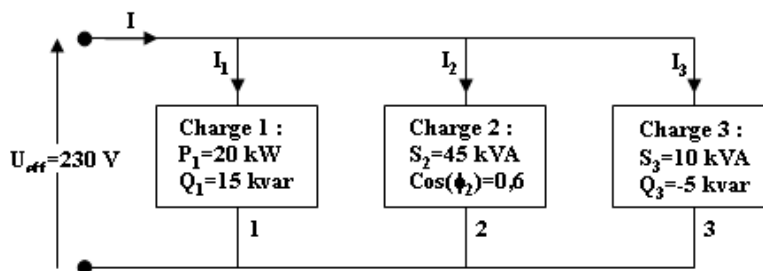 I
I₁
I₂
I₃
U_eff=230 V
Charge 1 :
P₁=20 kW
Q₁=15 kvar
Charge 2 :
S₂=45 kVA
Cos(ϕ₂)=0,6
Charge 3 :
S₃=10 kVA
Q₃=-5 kvar
1
2
3